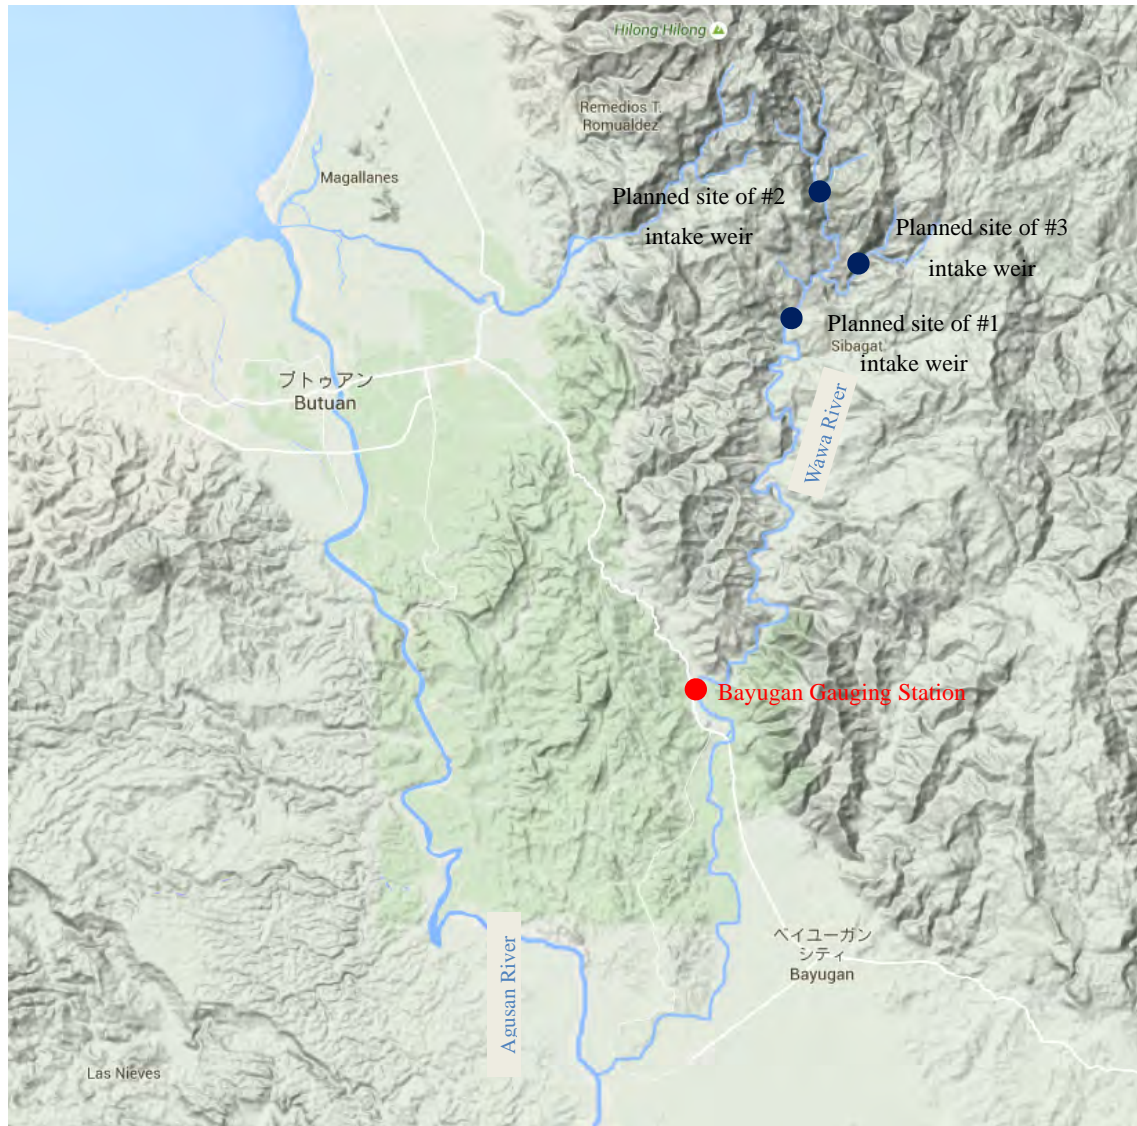 Hilong Hilong
Remedios T.
Romualdez
Magallanes
Planned site of #2
intake weir
Planned site of #3
intake weir
Planned site of #1
intake weir
Sibagat
ブトゥアン
Butuan
Wawa River
Bayugan Gauging Station
ベイユーガン
シティ
Bayugan
Agusan River
Las Nieves